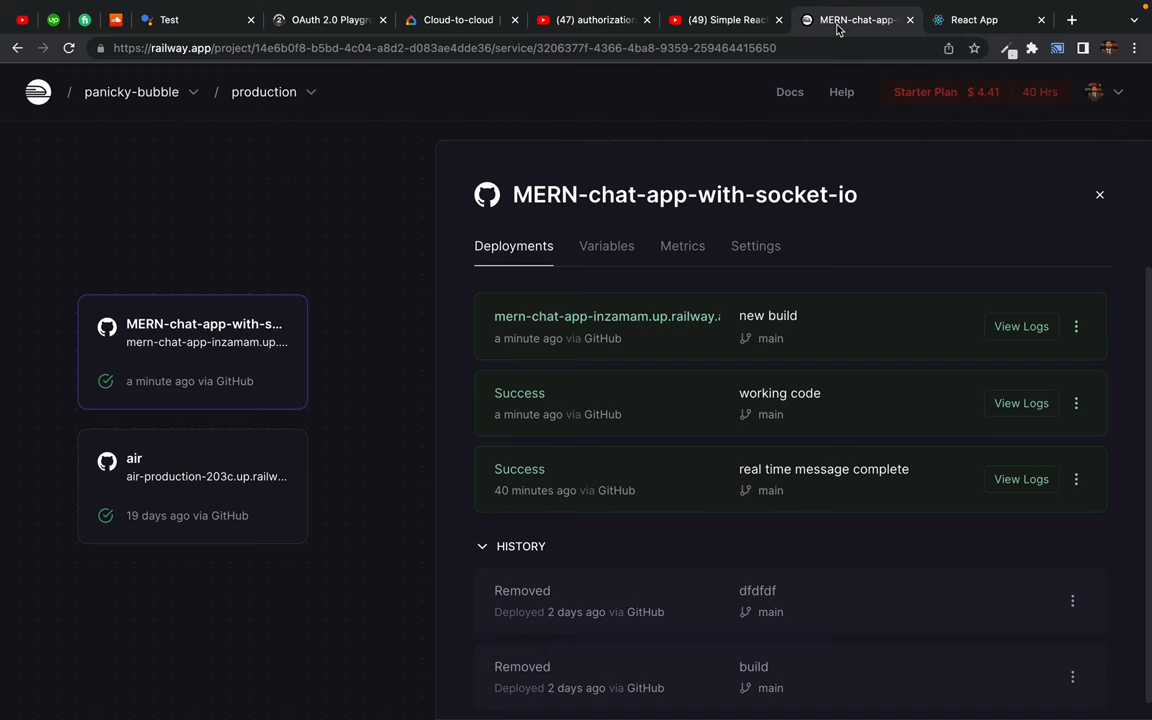 Test
OAuth 2.0 Playgro
Cloud-to-cloud
(47) authorization
(49) Simple React
MERN-chat-app-
React App
https://railway.app/project/14e6b0f8-b5bd-4c04-a8d2-d083ae4dde36/service/3206377f-4366-4ba8-9359-259464415650
/ panicky-bubble / production
Docs
Help
Starter Plan $ 4.41 40 Hrs
MERN-chat-app-with-socket-io
Deployments
Variables
Metrics
Settings
MERN-chat-app-with-s...
mern-chat-app-inzamam.up....
a minute ago via GitHub
air
air-production-203c.up.railw...
19 days ago via GitHub
mern-chat-app-inzamam.up.railway.a
new build
a minute ago via GitHub
main
View Logs
Success
working code
a minute ago via GitHub
main
View Logs
Success
real time message complete
40 minutes ago via GitHub
main
View Logs
HISTORY
Removed
dfdfdf
Deployed 2 days ago via GitHub
main
Removed
build
Deployed 2 days ago via GitHub
main